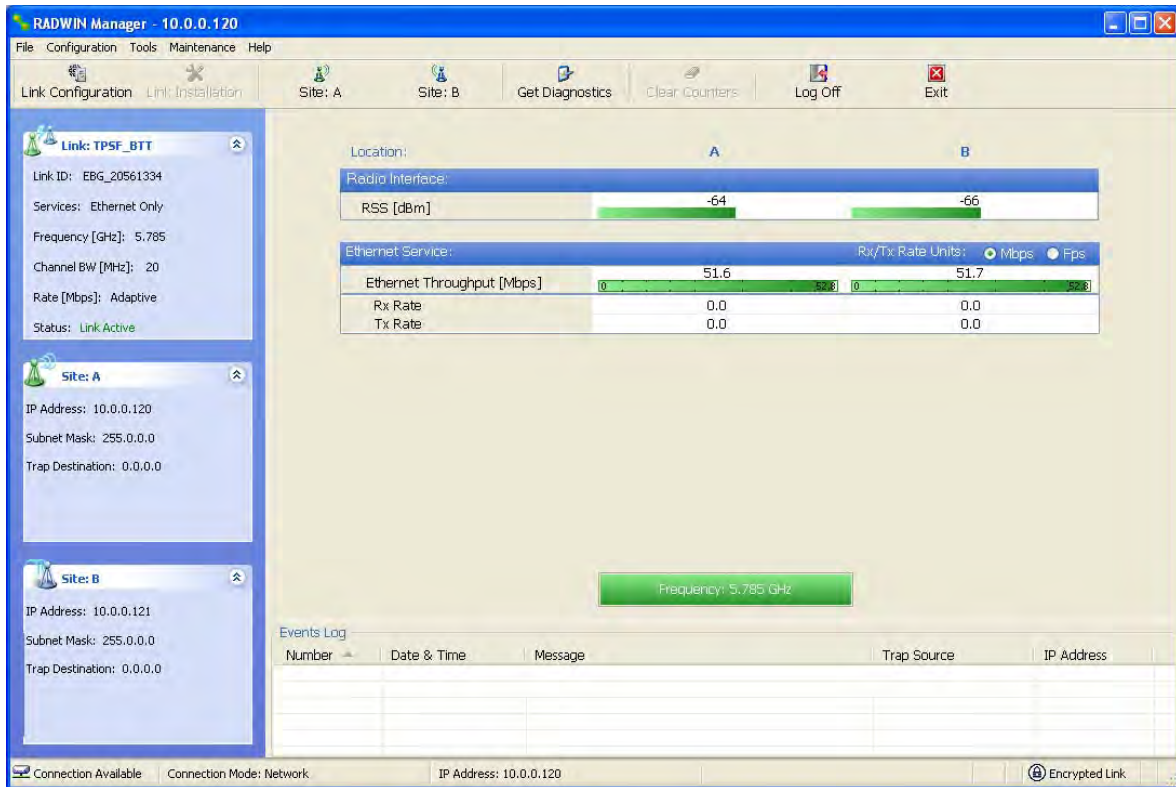 RADWIN Manager - 10.0.0.120
File Configuration Tools Maintenance Help
Link Configuration Link Installation Site: A Site: B Get Diagnostics Clear Counters Log Off Exit
Link: TPSF_BTT
Link ID: EBG_20561334
Services: Ethernet Only
Frequency [GHz]: 5.785
Channel BW [MHz]: 20
Rate [Mbps]: Adaptive
Status: Link Active
Site: A
IP Address: 10.0.0.120
Subnet Mask: 255.0.0.0
Trap Destination: 0.0.0.0
Site: B
IP Address: 10.0.0.121
Subnet Mask: 255.0.0.0
Trap Destination: 0.0.0.0
Location: A B
Radio Interface:
RSS [dBm] -64 -66
Ethernet Service: Rx/Tx Rate Units: Mbps Fps
Ethernet Throughput [Mbps] 51.6 51.7
0 52.8 0 52.8
Rx Rate 0.0 0.0
Tx Rate 0.0 0.0
Frequency: 5.785 GHz
Events Log
Number Date & Time Message Trap Source IP Address
Connection Available Connection Mode: Network IP Address: 10.0.0.120 Encrypted Link